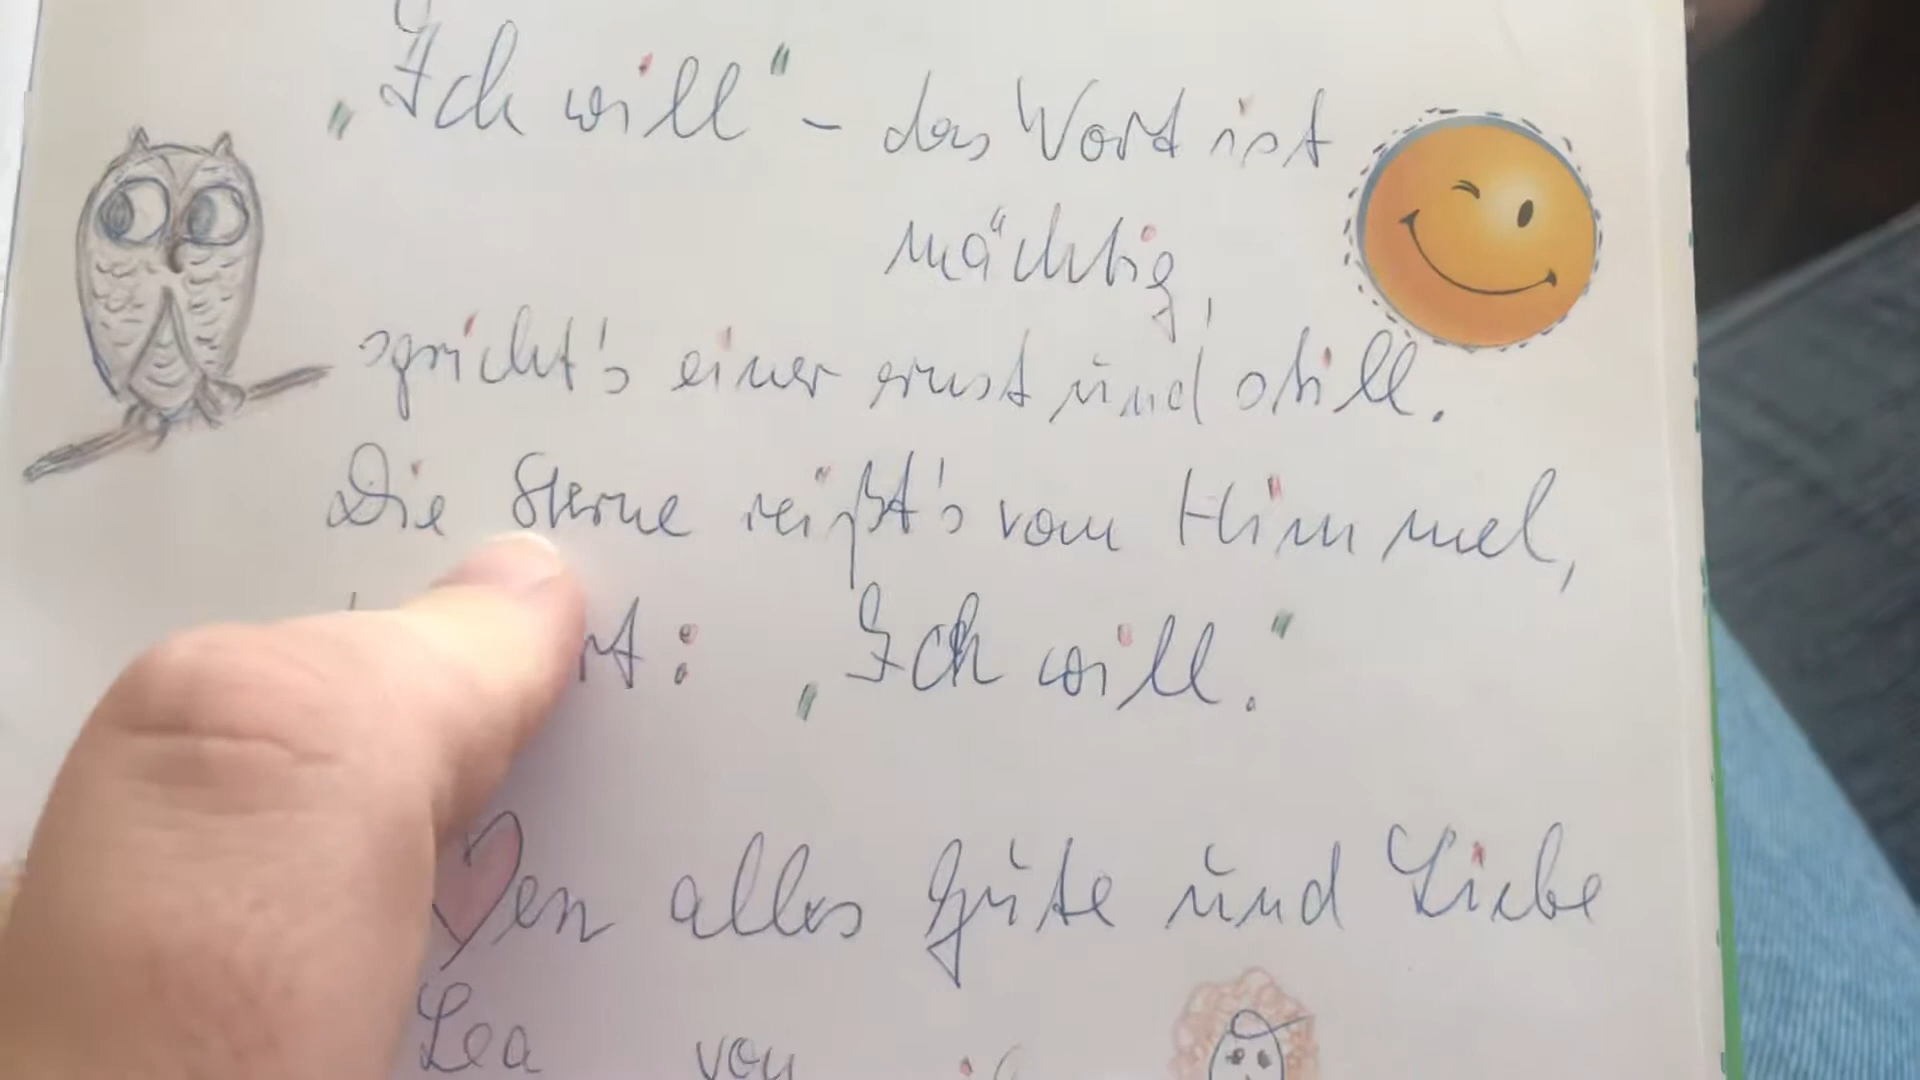 „Ich will" - das Wort ist
mächtig,
spricht's einer ernst und still.
Die Sterne reißt's vom Himmel,
„Ich will."
alles Gute und Liebe
Lea von